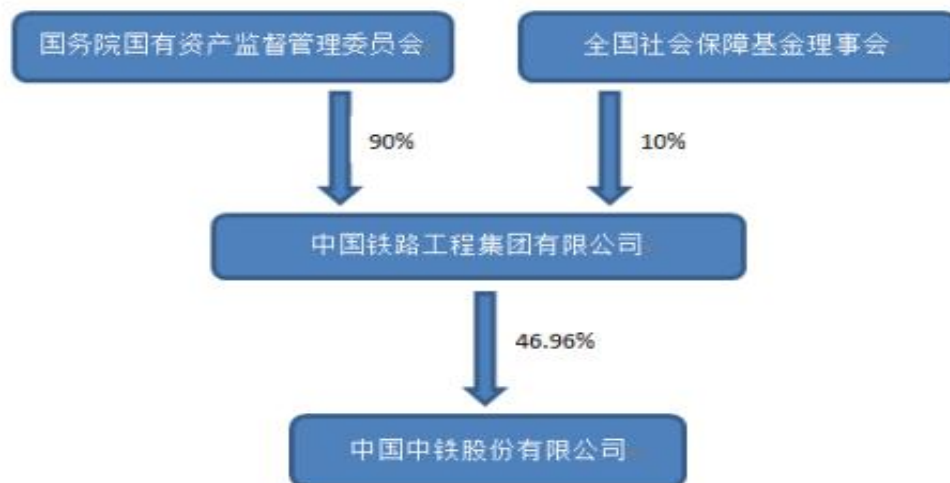 国务院国有资产监督管理委员会
全国社会保障基金理事会
90%
10%
中国铁路工程集团有限公司
46.96%
中国中铁股份有限公司